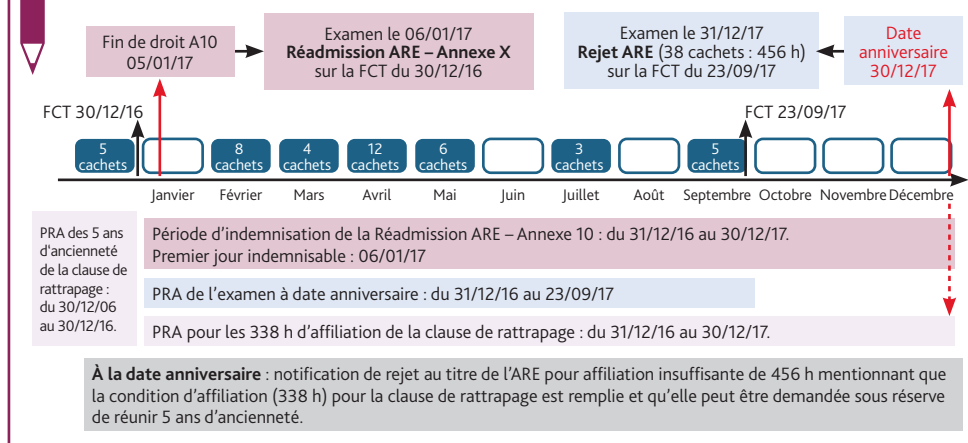 Fin de droit A10
05/01/17
Examen le 06/01/17
Réadmission ARE – Annexe X
sur la FCT du 30/12/16
Examen le 31/12/17
Rejet ARE (38 cachets : 456 h)
sur la FCT du 23/09/17
Date
anniversaire
30/12/17
FCT 30/12/16
FCT 23/09/17
5
cachets
8
cachets
4
cachets
12
cachets
6
cachets
3
cachets
5
cachets
Janvier Février Mars Avril Mai Juin Juillet Août Septembre Octobre Novembre Décembre
PRA des 5 ans
d'ancienneté
de la clause de
rattrapage :
du 30/12/06
au 30/12/16.
Période d'indemnisation de la Réadmission ARE – Annexe 10 : du 31/12/16 au 30/12/17.
Premier jour indemnisable : 06/01/17
PRA de l'examen à date anniversaire : du 31/12/16 au 23/09/17
PRA pour les 338 h d'affiliation de la clause de rattrapage : du 31/12/16 au 30/12/17.
À la date anniversaire : notification de rejet au titre de l'ARE pour affiliation insuffisante de 456 h mentionnant que
la condition d'affiliation (338 h) pour la clause de rattrapage est remplie et qu'elle peut être demandée sous réserve
de réunir 5 ans d'ancienneté.